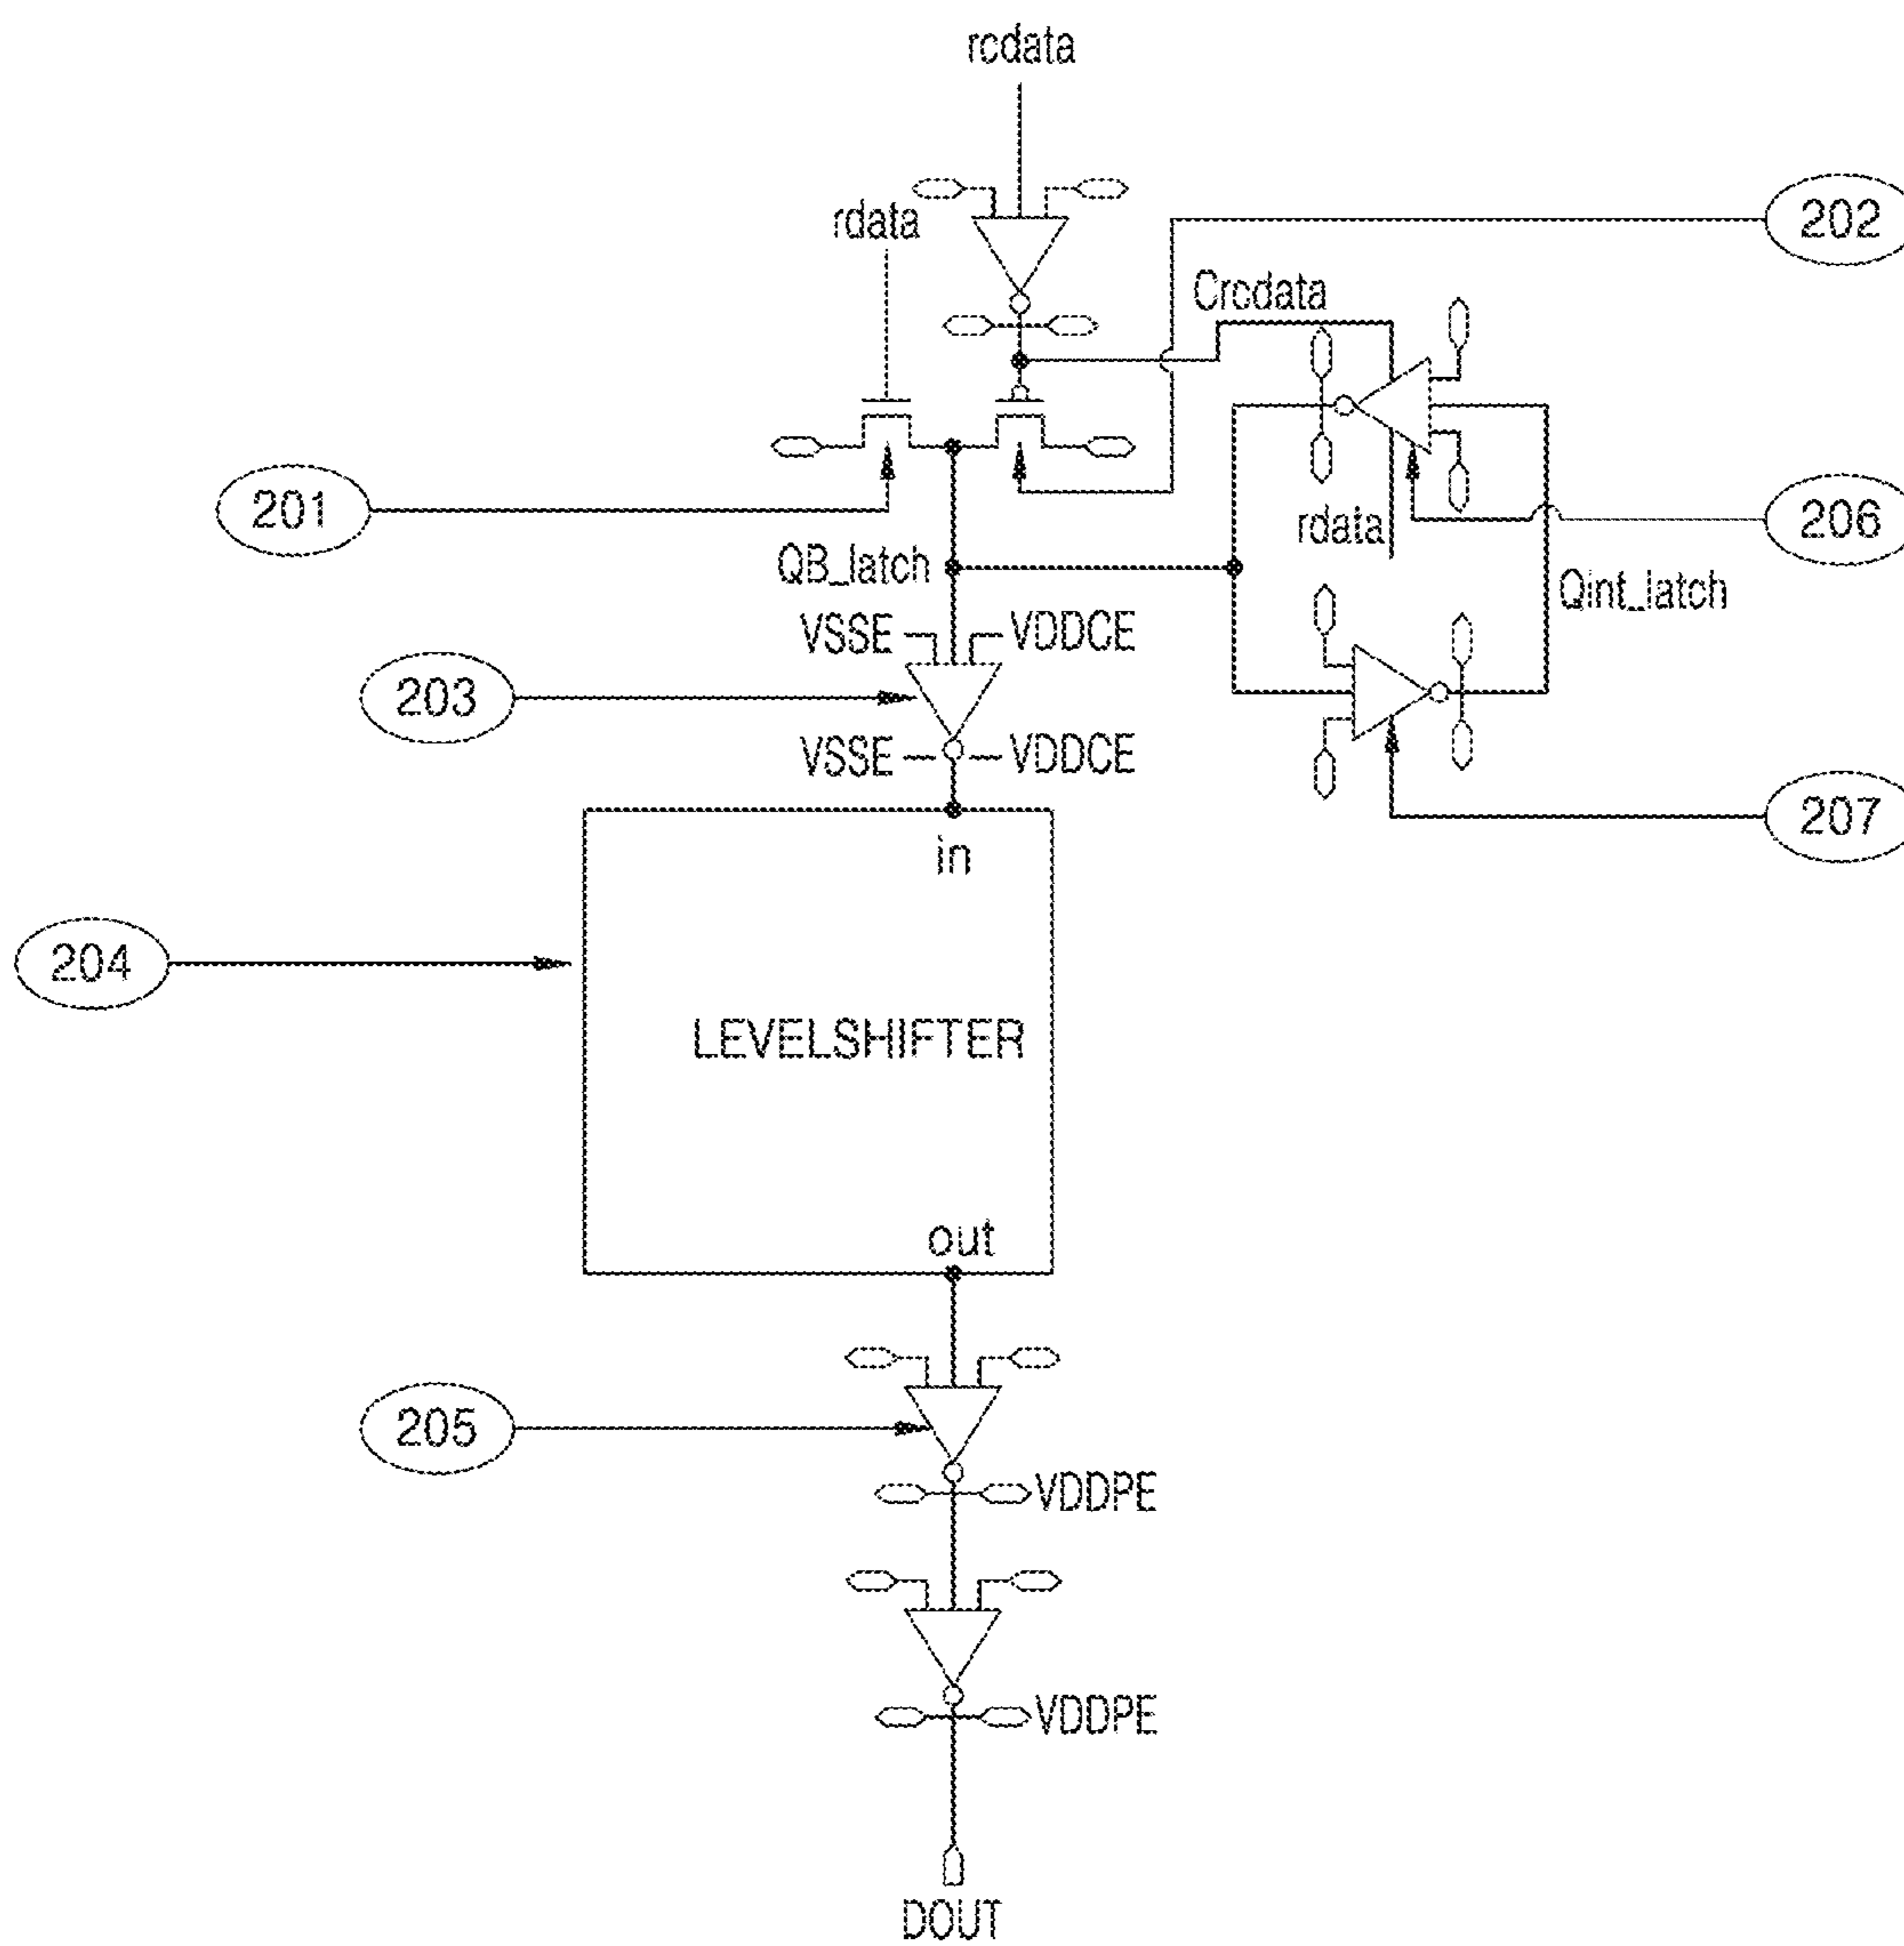 rcdata
rdata
202
Crcdata
201
rdata
206
QB_latch
Qint_latch
VSSE
VDDCE
203
VSSE
VDDCE
207
in
204
LEVELSHIFTER
out
205
VDDPE
VDDPE
DOUT